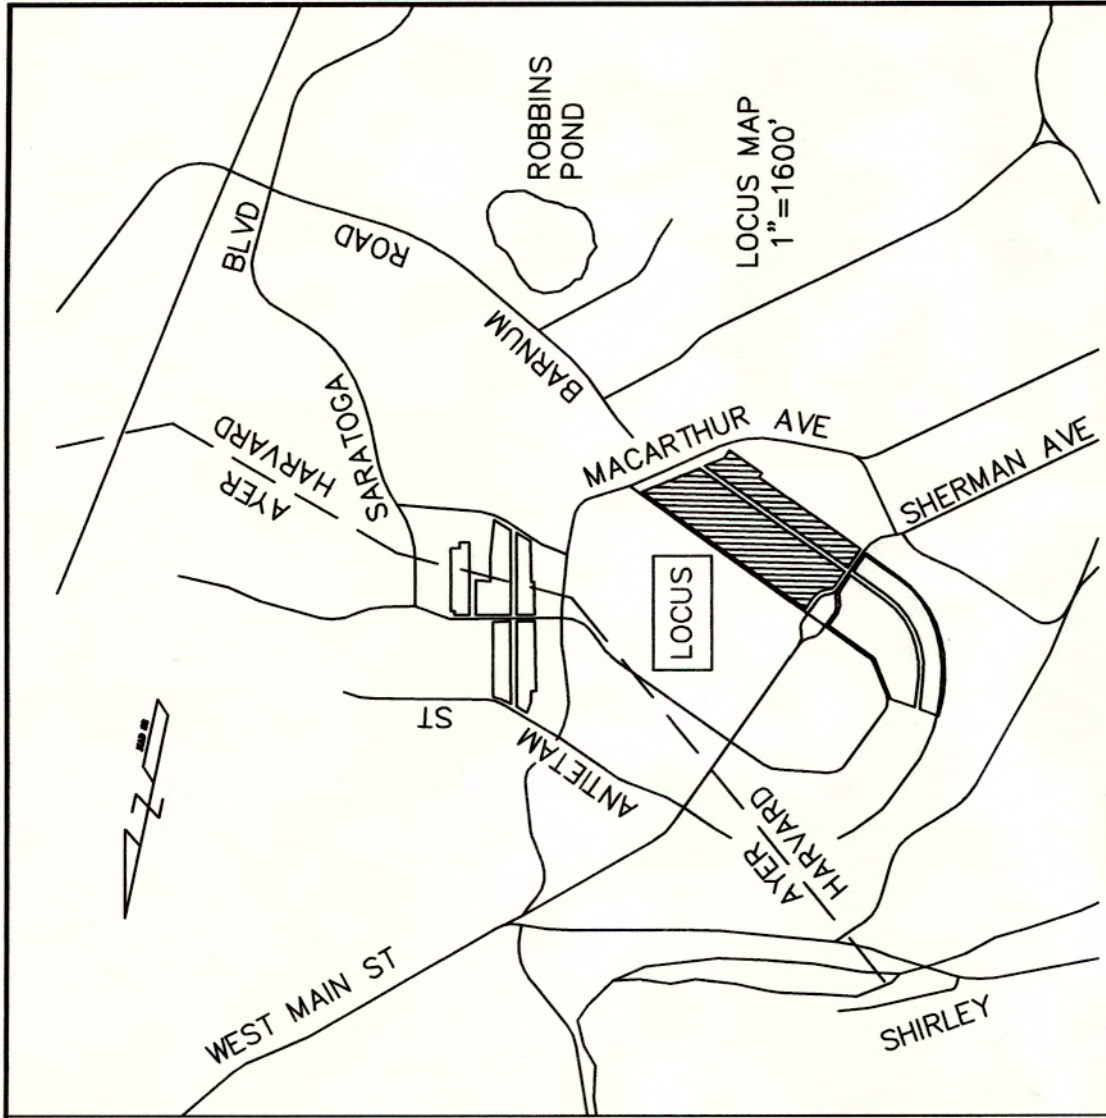 ROBBINS
POND
LOCUS MAP
1"=1600'
BLVD
ROAD
BARNUM
SARATOGA
AYER
HARVARD
MACARTHUR AVE
SHERMAN AVE
LOCUS
ST
ANTIETAM
AYER
HARVARD
WEST MAIN ST
SHIRLEY